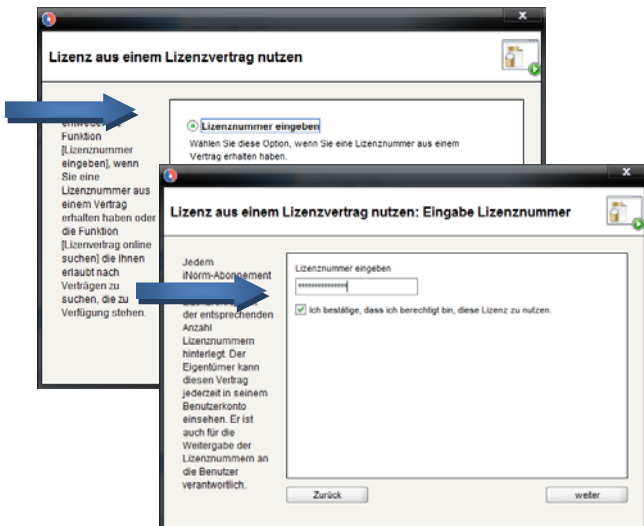 x
Lizenz aus einem Lizenzvertrag nutzen
Funktion
[Lizenznummer
eingeben], wenn
Sie eine
Lizenznummer aus
einem Vertrag
erhalten haben oder
die Funktion
[Lizenvertrag online
suchen] die Ihnen
erlaubt nach
Verträgen zu
suchen, die zu
Verfügung stehen.
Lizenznummer eingeben
Wählen Sie diese Option, wenn Sie eine Lizenznummer aus einem
Vertrag erhalten haben.
x
Lizenz aus einem Lizenzvertrag nutzen: Eingabe Lizenznummer
Jedem
iNorm-Abonnement
der entsprechenden
Anzahl
Lizenznummern
hinterlegt. Der
Eigentümer kann
diesen Vertrag
jederzeit in seinem
Benutzerkonto
einsehen. Er ist
auch für die
Weitergabe der
Lizenznummern an
die Benutzer
verantwortlich.
Lizenznummer eingeben
Ich bestätige, dass ich berechtigt bin, diese Lizenz zu nutzen.
Zurück
weiter